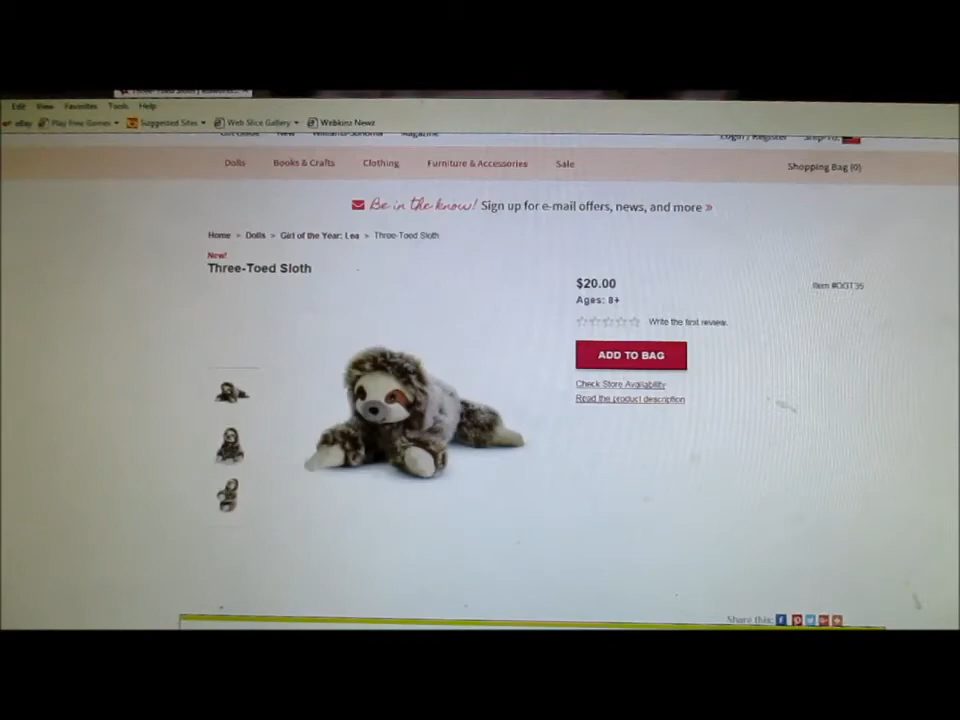 Edit View Favorites Tools Help
eBay Play Free Games Suggested Sites Web Slice Gallery Webkinz Newz
Magazine
Dolls Books & Crafts Clothing Furniture & Accessories Sale Shopping Bag (0)
Be in the know! Sign up for e-mail offers, news, and more »
Home > Dolls > Girl of the Year: Lea > Three-Toed Sloth
New!
Three-Toed Sloth
$20.00
Ages: 8+
Write the first review.
ADD TO BAG
Check Store Availability
Read the product description
Share this: